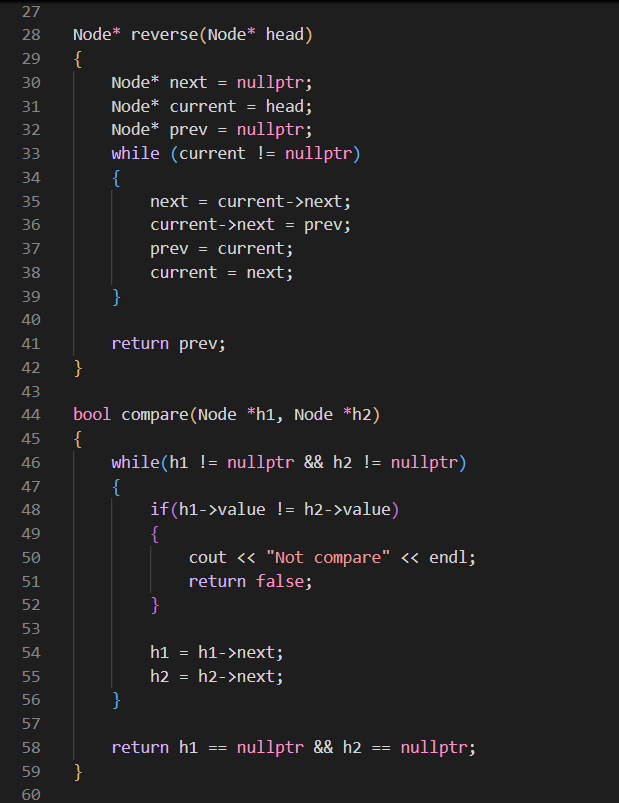 27
28 Node* reverse(Node* head)
29 {
30     Node* next = nullptr;
31     Node* current = head;
32     Node* prev = nullptr;
33     while (current != nullptr)
34     {
35         next = current->next;
36         current->next = prev;
37         prev = current;
38         current = next;
39     }
40
41     return prev;
42 }
43
44 bool compare(Node *h1, Node *h2)
45 {
46     while(h1 != nullptr && h2 != nullptr)
47     {
48         if(h1->value != h2->value)
49         {
50             cout << "Not compare" << endl;
51             return false;
52         }
53
54         h1 = h1->next;
55         h2 = h2->next;
56     }
57
58     return h1 == nullptr && h2 == nullptr;
59 }
60